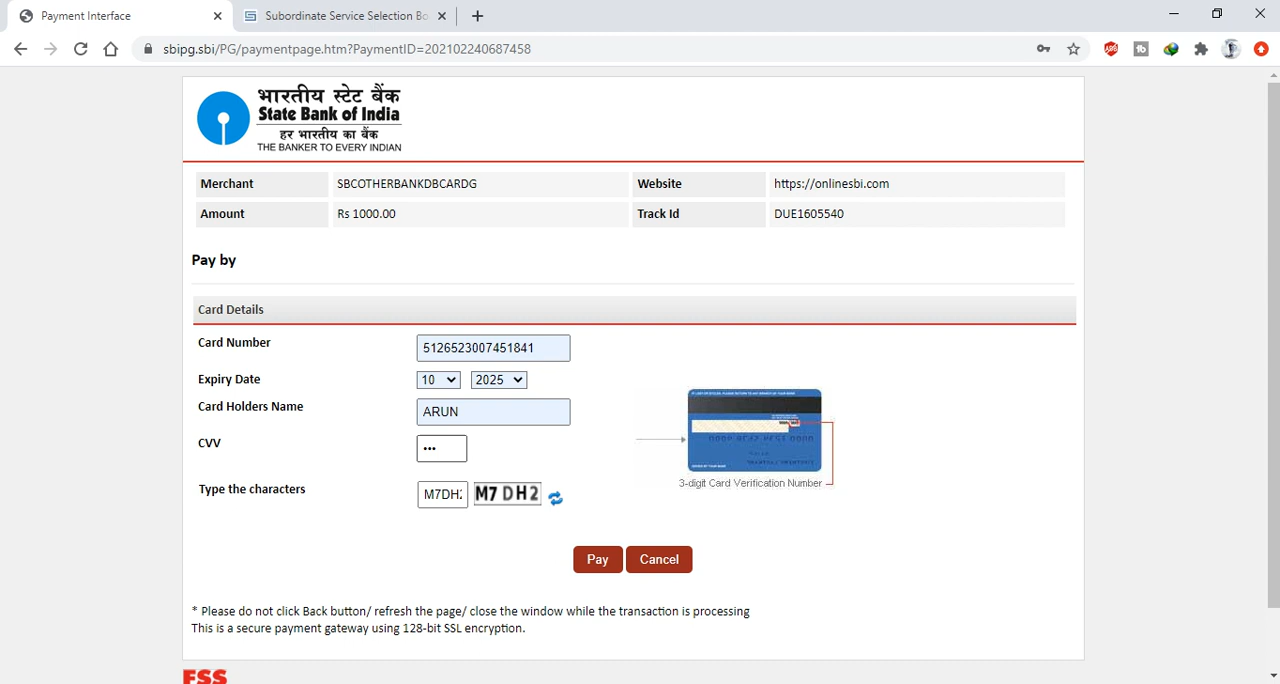 Payment Interface
Subordinate Service Selection Bo
sbipg.sbi/PG/paymentpage.htm?PaymentID=202102240687458
भारतीय स्टेट बैंक
State Bank of India
हर भारतीय का बैंक
THE BANKER TO EVERY INDIAN
Merchant SBCOTHERBANKDBCARDG Website https://onlinesbi.com
Amount Rs 1000.00 Track Id DUE1605540
Pay by
Card Details
Card Number 5126523007451841
Expiry Date 10 2025
Card Holders Name ARUN
CVV •••
Type the characters M7DH2 M7DH2
3-digit Card Verification Number
Pay Cancel
* Please do not click Back button/ refresh the page/ close the window while the transaction is processing
This is a secure payment gateway using 128-bit SSL encryption.
FSS